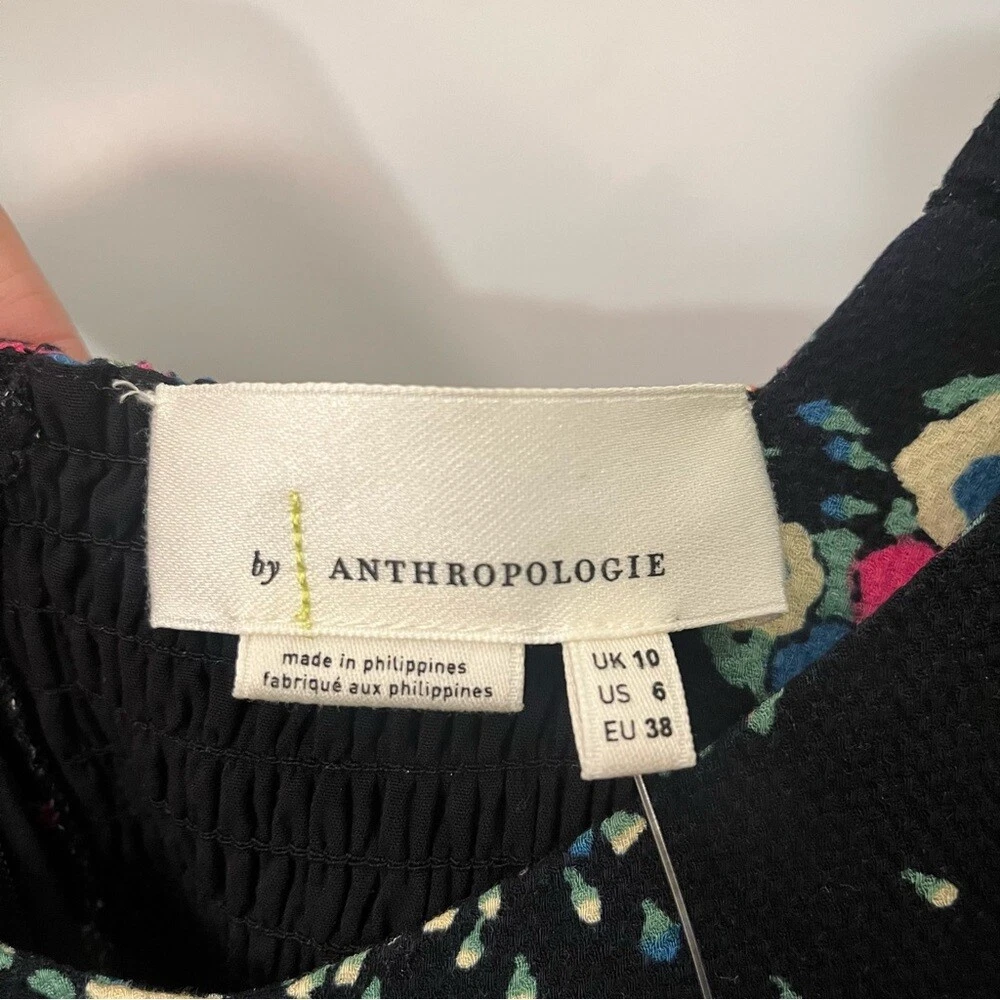 by ANTHROPOLOGIE
made in philippines
fabriqué aux philippines
UK 10
US 6
EU 38